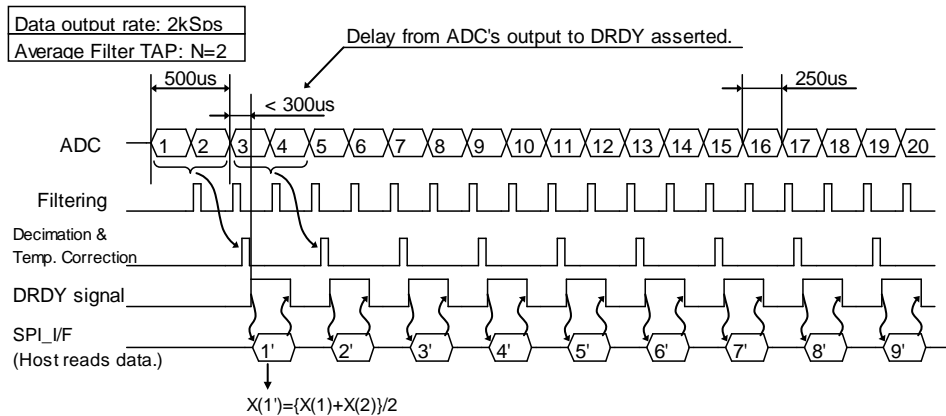 Data output rate: 2kSps
Average Filter TAP: N=2
Delay from ADC's output to DRDY asserted.
500us
< 300us
250us
ADC
1 2 3 4 5 6 7 8 9 10 11 12 13 14 15 16 17 18 19 20
Filtering
Decimation &
Temp. Correction
DRDY signal
SPI_I/F
(Host reads data.)
1' 2' 3' 4' 5' 6' 7' 8' 9'
X(1')={X(1)+X(2)}/2